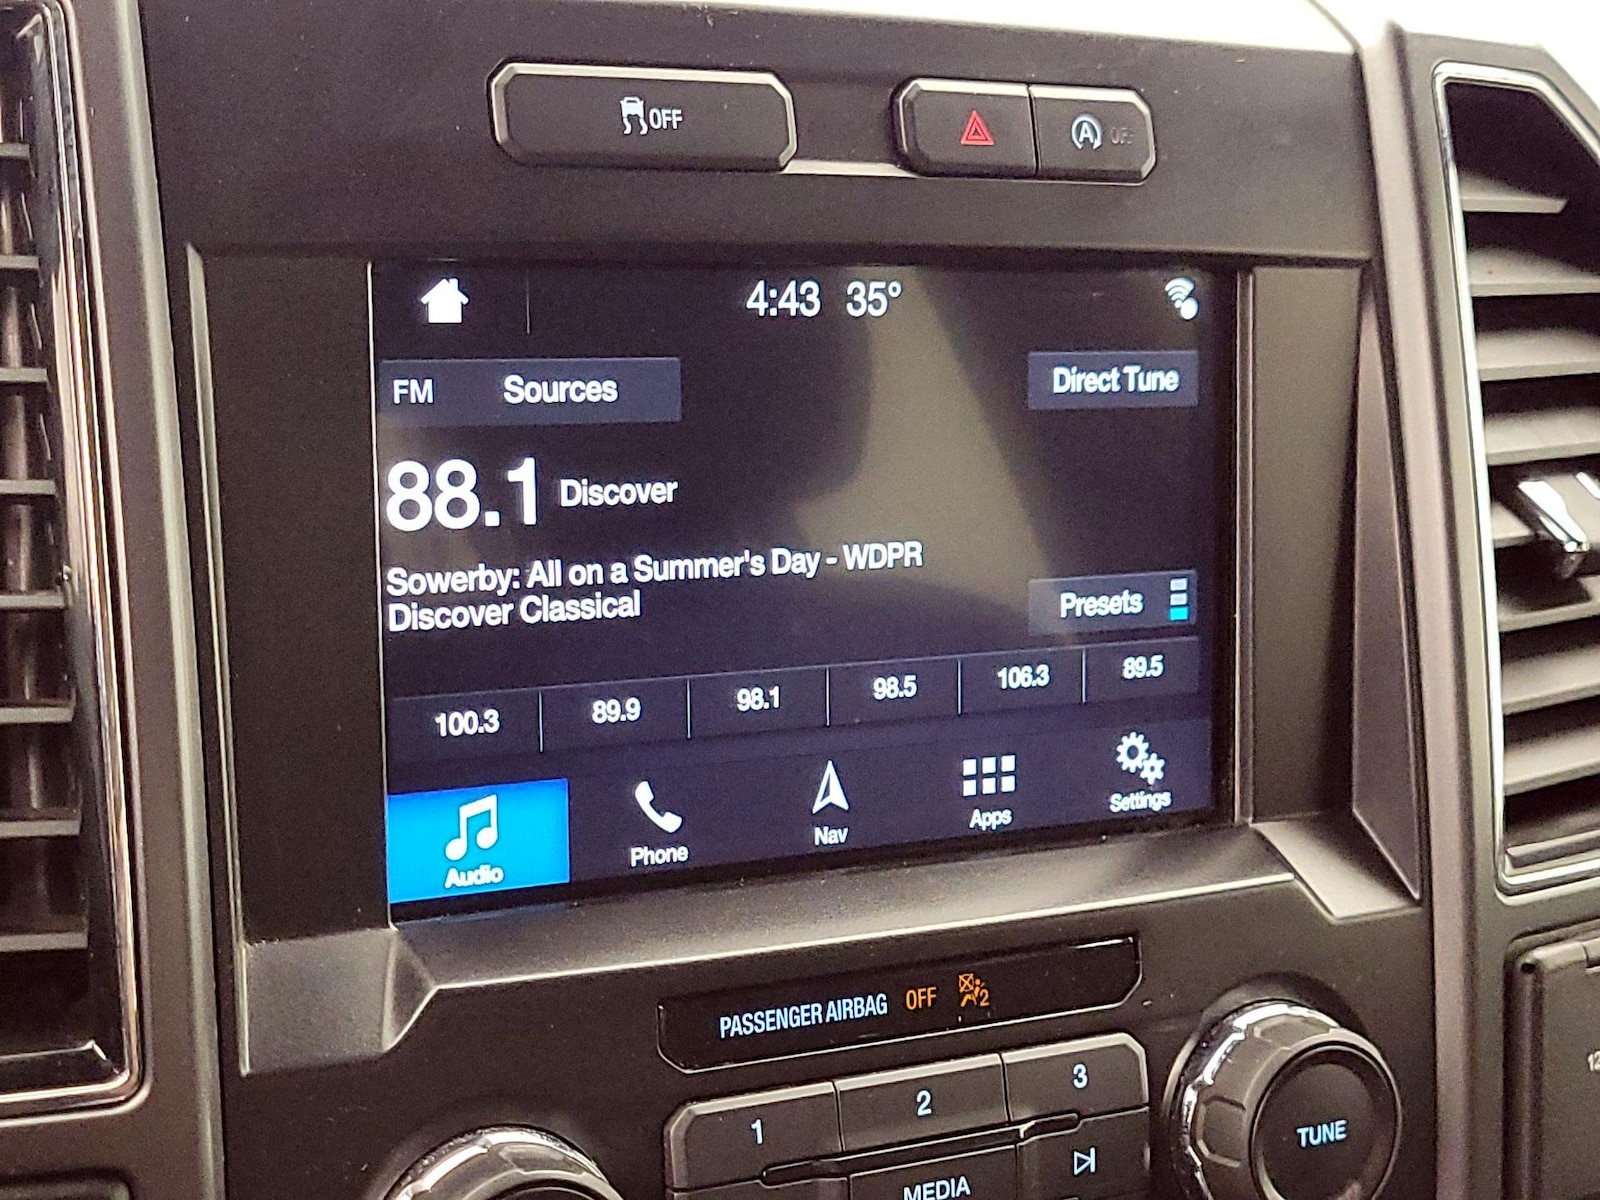 OFF
A OFF
4:43 35°
FM Sources
Direct Tune
88.1 Discover
Sowerby: All on a Summer's Day - WDPR
Discover Classical
Presets
100.3 89.9 98.1 98.5 106.3 89.5
Audio Phone Nav Apps Settings
PASSENGER AIRBAG OFF 2
1 2 3
MEDIA
TUNE